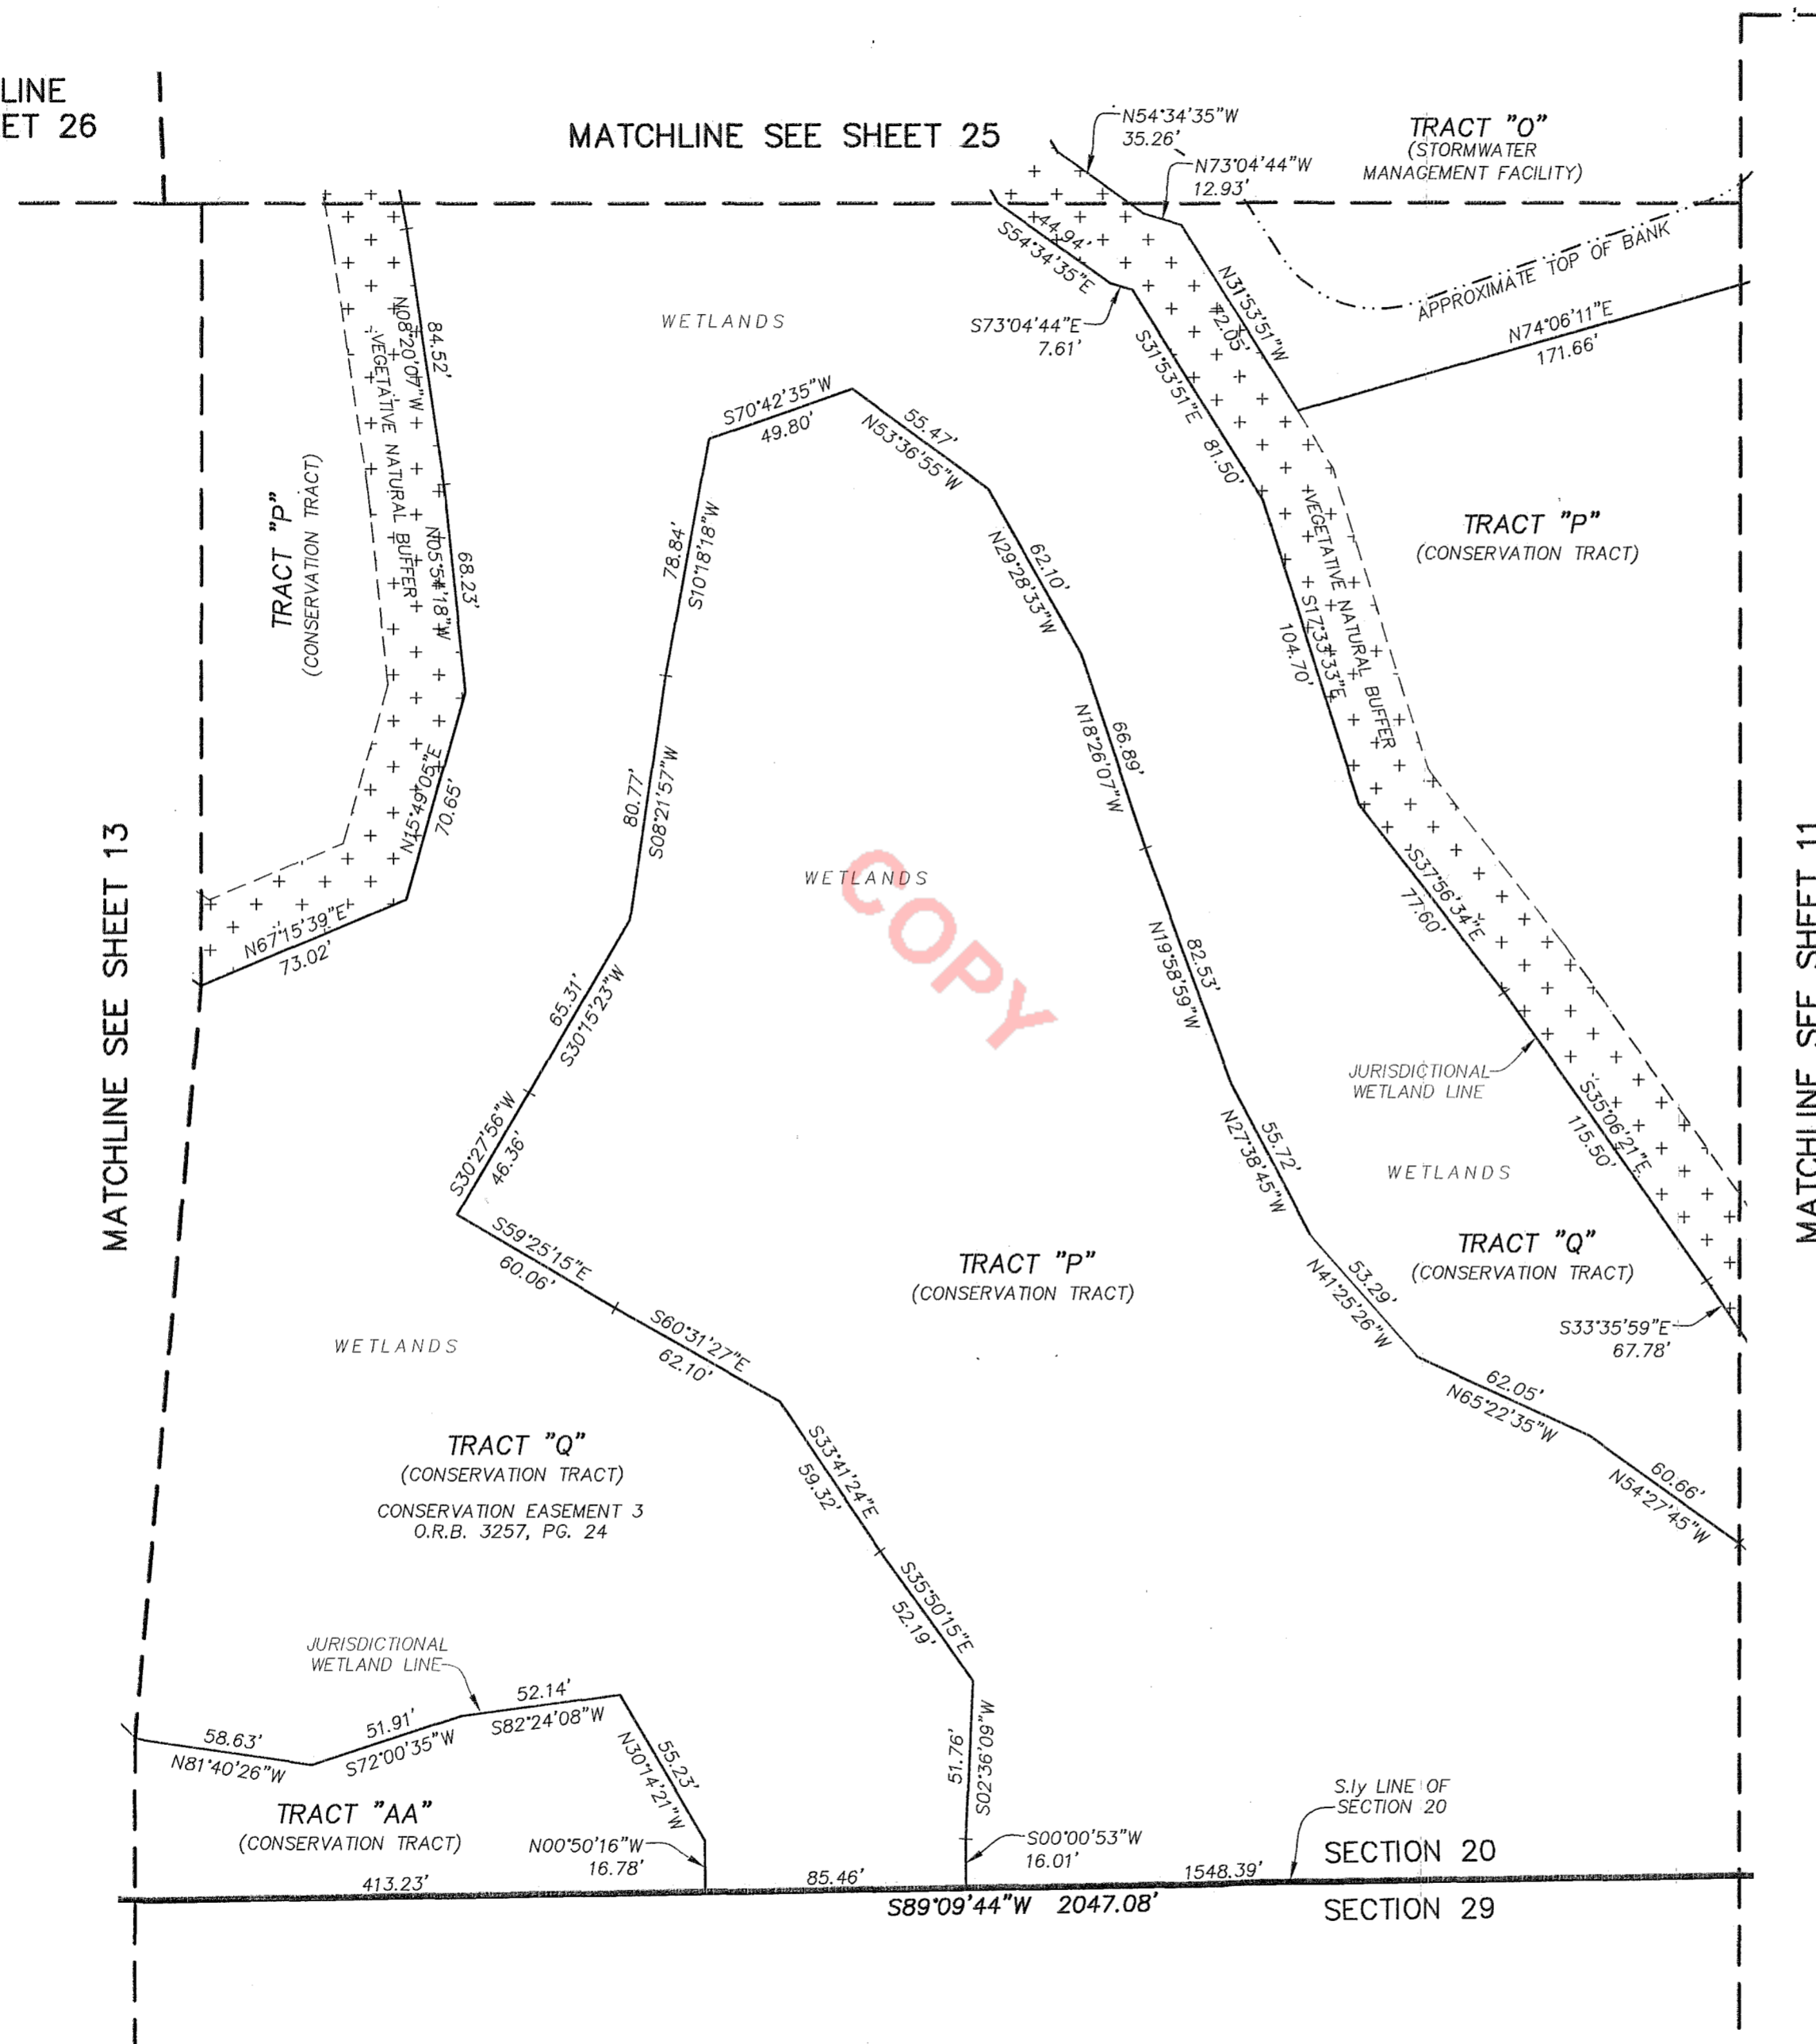 LINE
ET 26
MATCHLINE SEE SHEET 25
N54°34'35"W
35.26'
N73°04'44"W
12.93'
TRACT "O"
(STORMWATER
MANAGEMENT FACILITY)
APPROXIMATE TOP OF BANK
N74°06'11"E
171.66'
44.94'
S54°34'35"E
S73°04'44"E
7.61'
N31°53'51"W
72.05'
S31°53'51"E 81.50'
WETLANDS
N08°20'07"W
84.52'
VEGETATIVE NATURAL BUFFER
68.23'
TRACT "P"
(CONSERVATION TRACT)
N15°49'05"E
70.65'
N67°15'39"E
73.02'
MATCHLINE SEE SHEET 13
S70°42'35"W
49.80'
55.47'
N53°36'55"W
78.84'
S10°18'18"W
62.10'
N29°28'33"W
80.77'
S08°21'57"W
66.89'
N18°26'07"W
WETLANDS
COPY
82.53'
N19°58'59"W
65.31'
S30°15'23"W
S30°27'56"W
46.36'
VEGETATIVE NATURAL BUFFER
S17°33'33"E
104.70'
TRACT "P"
(CONSERVATION TRACT)
S37°56'34"E
77.60'
JURISDICTIONAL
WETLAND LINE
S35°06'21"E
115.50'
MATCHLINE SEE SHEET 11
WETLANDS
TRACT "Q"
(CONSERVATION TRACT)
S33°35'59"E
67.78'
55.72'
N27°38'45"W
53.29'
N41°25'26"W
62.05'
N65°22'35"W
60.66'
N54°27'45"W
S59°25'15"E
60.06'
S60°31'27"E
62.10'
TRACT "P"
(CONSERVATION TRACT)
WETLANDS
TRACT "Q"
(CONSERVATION TRACT)
CONSERVATION EASEMENT 3
O.R.B. 3257, PG. 24
S33°41'24"E
59.32'
S35°50'15"E
52.19'
JURISDICTIONAL
WETLAND LINE
58.63'
N81°40'26"W
51.91'
S72°00'35"W
52.14'
S82°24'08"W
55.23'
N30°14'21"W
51.76'
S02°36'09"W
TRACT "AA"
(CONSERVATION TRACT)
N00°50'16"W
16.78'
S00°00'53"W
16.01'
S.ly LINE OF
SECTION 20
SECTION 20
413.23'
85.46'
1548.39'
S89°09'44"W 2047.08'
SECTION 29